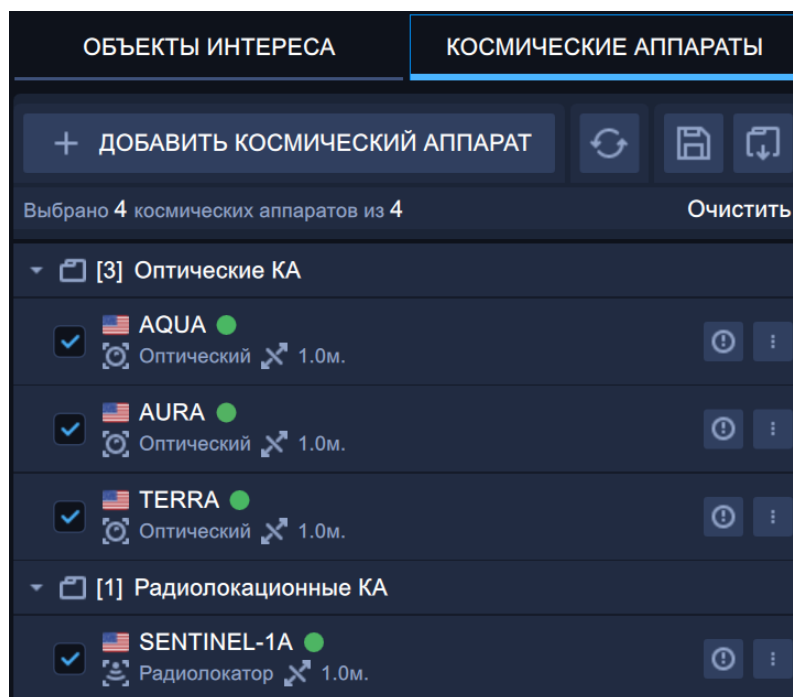 ОБЪЕКТЫ ИНТЕРЕСА КОСМИЧЕСКИЕ АППАРАТЫ
ДОБАВИТЬ КОСМИЧЕСКИЙ АППАРАТ
Выбрано 4 космических аппаратов из 4 Очистить
[3] Оптические КА
AQUA
Оптический 1.0м.
AURA
Оптический 1.0м.
TERRA
Оптический 1.0м.
[1] Радиолокационные КА
SENTINEL-1A
Радиолокатор 1.0м.